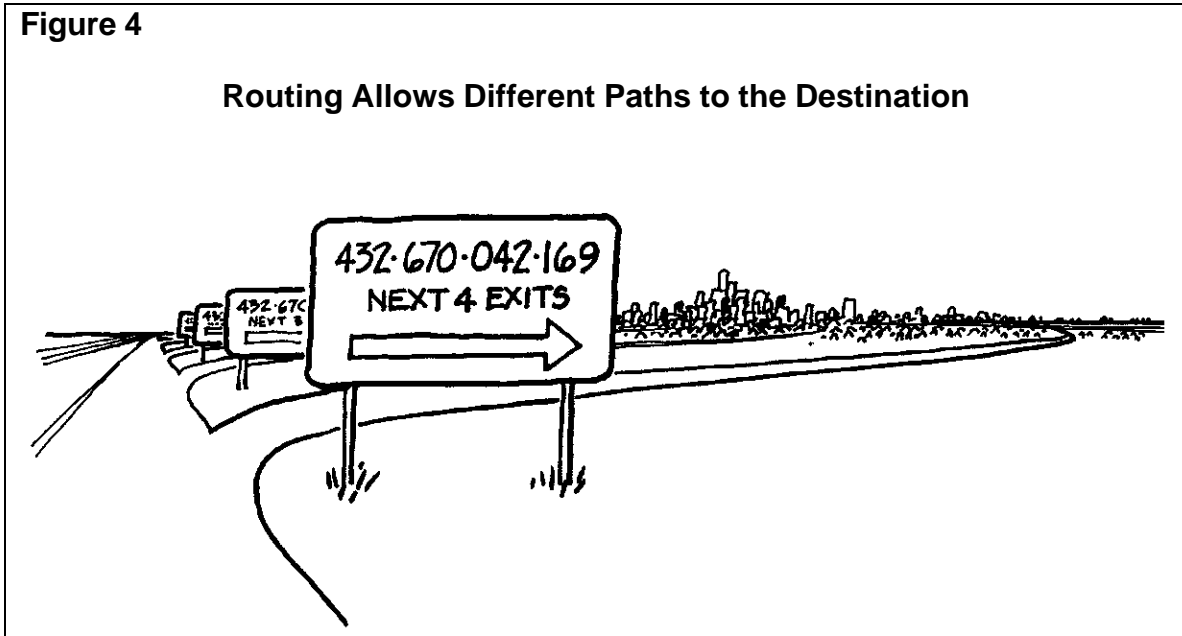 Figure 4
Routing Allows Different Paths to the Destination
432·670·042·169
NEXT 4 EXITS
432·670
NEXT 3